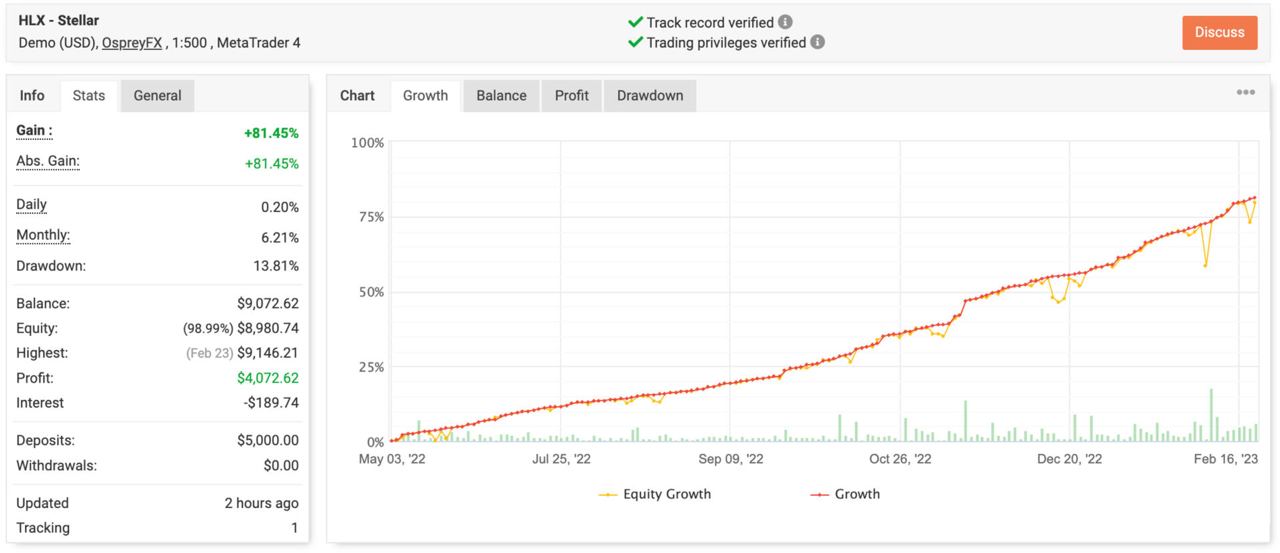 HLX - Stellar
Demo (USD), OspreyFX , 1:500 , MetaTrader 4
Track record verified
Trading privileges verified
Discuss
Info Stats General
Gain : +81.45%
Abs. Gain: +81.45%
Daily 0.20%
Monthly: 6.21%
Drawdown: 13.81%
Balance: $9,072.62
Equity: (98.99%) $8,980.74
Highest: (Feb 23) $9,146.21
Profit: $4,072.62
Interest -$189.74
Deposits: $5,000.00
Withdrawals: $0.00
Updated 2 hours ago
Tracking 1
Chart Growth Balance Profit Drawdown
100%
75%
50%
25%
0%
May 03, '22 Jul 25, '22 Sep 09, '22 Oct 26, '22 Dec 20, '22 Feb 16, '23
Equity Growth Growth